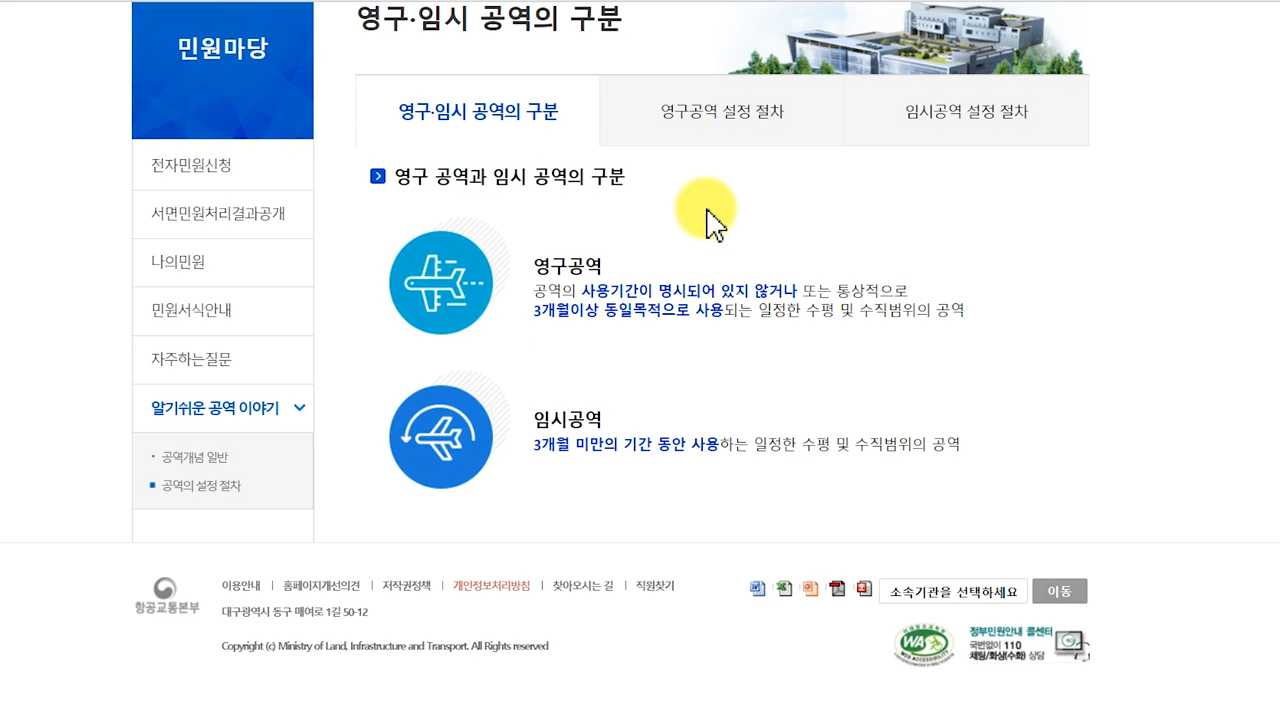 영구·임시 공역의 구분
민원마당
영구·임시 공역의 구분
영구공역 설정 절차
임시공역 설정 절차
전자민원신청
서면민원처리결과공개
나의민원
민원서식안내
자주하는질문
알기쉬운 공역 이야기
공역개념 일반
공역의 설정 절차
영구 공역과 임시 공역의 구분
영구공역
공역의 사용기간이 명시되어 있지 않거나 또는 통상적으로
3개월이상 동일목적으로 사용되는 일정한 수평 및 수직범위의 공역
임시공역
3개월 미만의 기간 동안 사용하는 일정한 수평 및 수직범위의 공역
항공교통본부
이용안내 | 홈페이지개선의견 | 저작권정책 | 개인정보처리방침 | 찾아오시는 길 | 직원찾기
대구광역시 동구 매여로 1길 50-12
Copyright (c) Ministry of Land, Infrastructure and Transport. All Rights reserved
소속기관을 선택하세요
이동
WA
WEB ACCESSIBILITY
정부민원안내 콜센터
국번없이 110
채팅/화상(수화) 상담